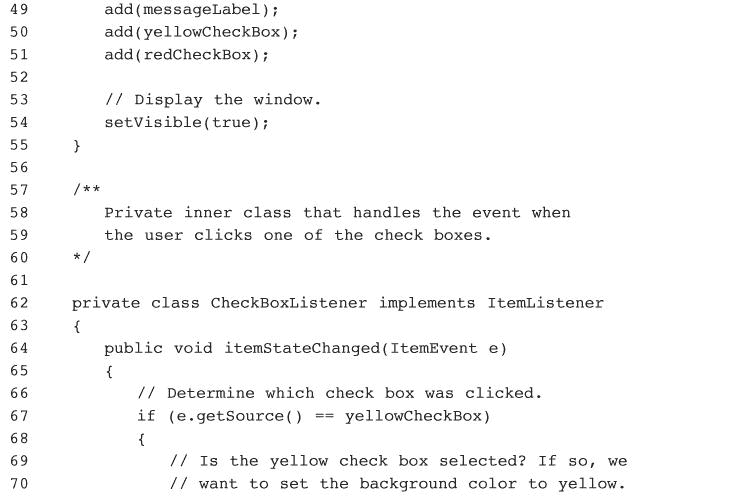 49 add(messageLabel);
50 add(yellowCheckBox);
51 add(redCheckBox);
52
53 // Display the window.
54 setVisible(true);
55 }
56
57 /**
58 Private inner class that handles the event when
59 the user clicks one of the check boxes.
60 */
61
62 private class CheckBoxListener implements ItemListener
63 {
64 public void itemStateChanged(ItemEvent e)
65 {
66 // Determine which check box was clicked.
67 if (e.getSource() == yellowCheckBox)
68 {
69 // Is the yellow check box selected? If so, we
70 // want to set the background color to yellow.